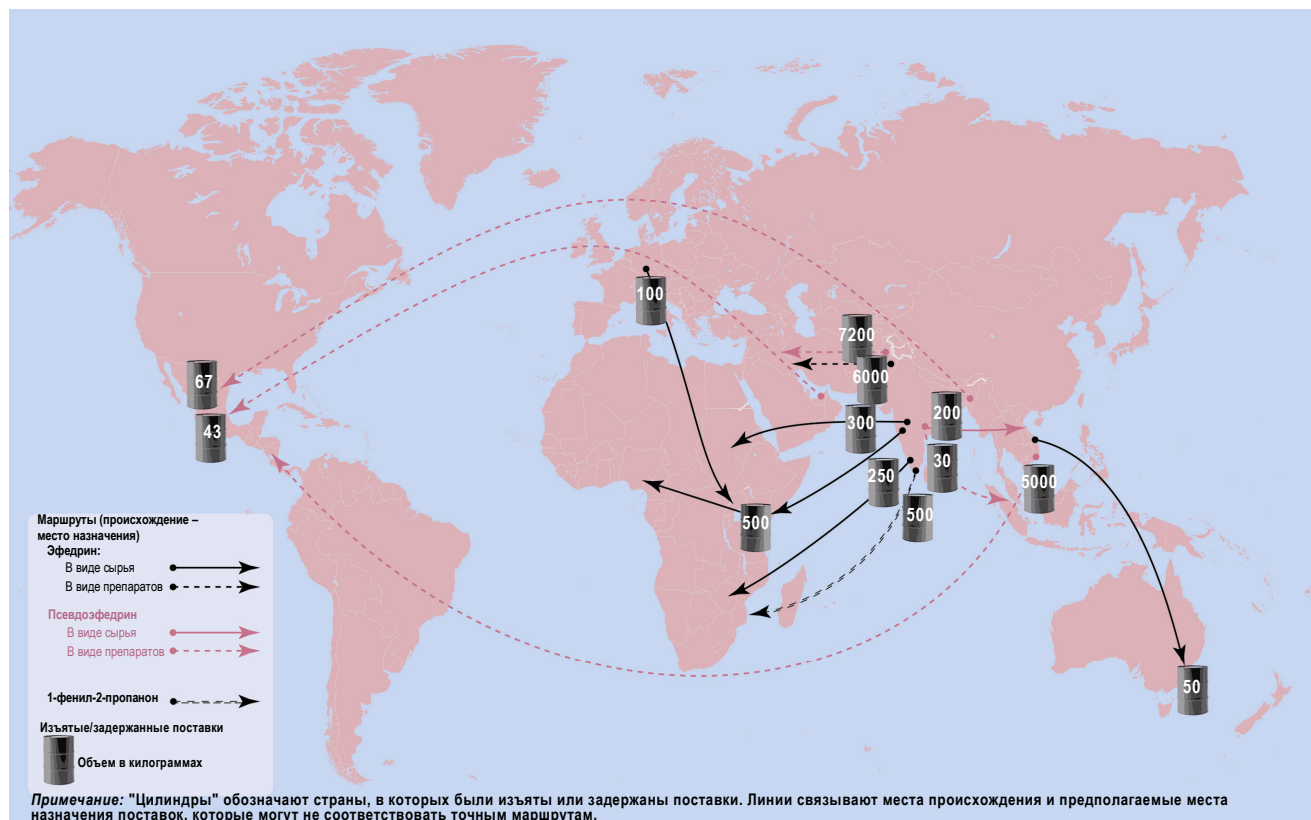 7200
100
6000
67
300
200
43
30
250
5000
500
500
50
Маршруты (происхождение –
место назначения)
Эфедрин:
В виде сырья
В виде препаратов
Псевдоэфедрин
В виде сырья
В виде препаратов
1-фенил-2-пропанон
Изъятые/задержанные поставки
Объем в килограммах
Примечание: "Цилиндры" обозначают страны, в которых были изъяты или задержаны поставки. Линии связывают места происхождения и предполагаемые места
назначения поставок, которые могут не соответствовать точным маршрутам.